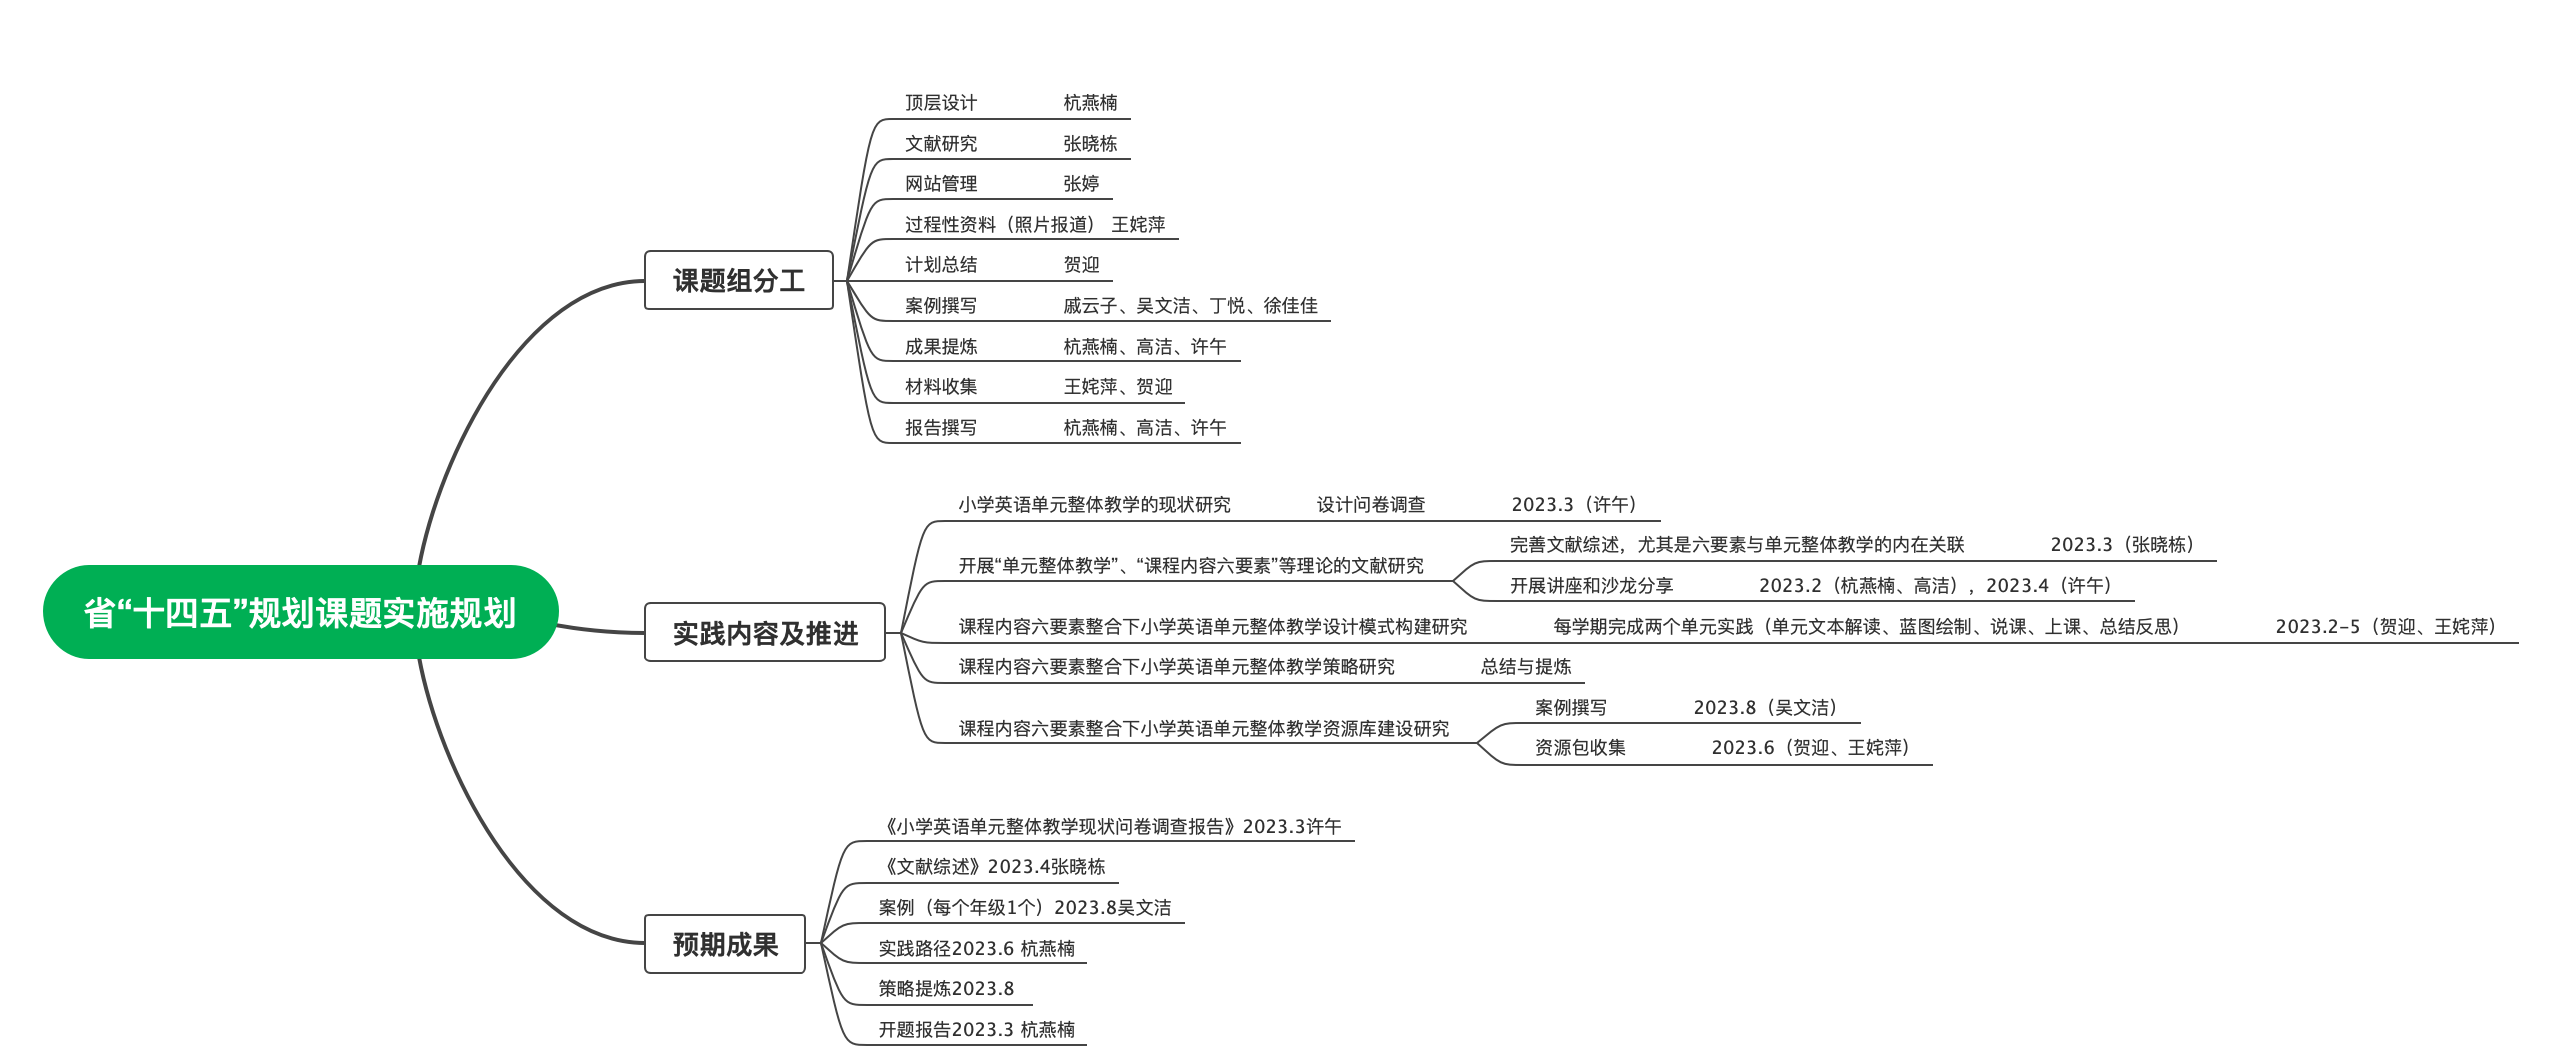 省“十四五”规划课题实施规划
课题组分工
顶层设计 杭燕楠
文献研究 张晓栋
网站管理 张婷
过程性资料（照片报道） 王姹萍
计划总结 贺迎
案例撰写 戚云子、吴文洁、丁悦、徐佳佳
成果提炼 杭燕楠、高洁、许午
材料收集 王姹萍、贺迎
报告撰写 杭燕楠、高洁、许午
实践内容及推进
小学英语单元整体教学的现状研究 设计问卷调查 2023.3（许午）
开展“单元整体教学”、“课程内容六要素”等理论的文献研究
完善文献综述，尤其是六要素与单元整体教学的内在关联 2023.3（张晓栋）
开展讲座和沙龙分享 2023.2（杭燕楠、高洁），2023.4（许午）
课程内容六要素整合下小学英语单元整体教学设计模式构建研究 每学期完成两个单元实践（单元文本解读、蓝图绘制、说课、上课、总结反思） 2023.2-5（贺迎、王姹萍）
课程内容六要素整合下小学英语单元整体教学策略研究 总结与提炼
课程内容六要素整合下小学英语单元整体教学资源库建设研究
案例撰写 2023.8（吴文洁）
资源包收集 2023.6（贺迎、王姹萍）
预期成果
《小学英语单元整体教学现状问卷调查报告》2023.3许午
《文献综述》2023.4张晓栋
案例（每个年级1个）2023.8吴文洁
实践路径2023.6 杭燕楠
策略提炼2023.8
开题报告2023.3 杭燕楠